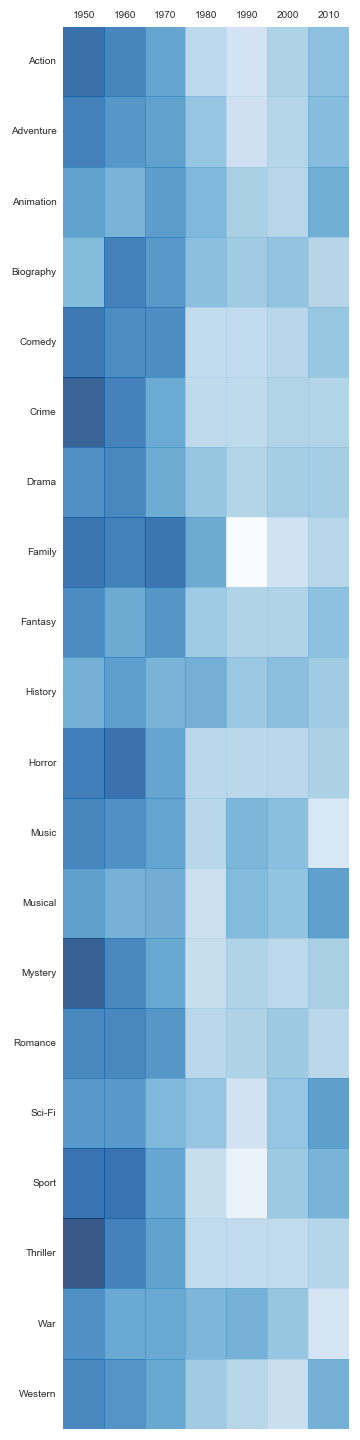 1950 1960 1970 1980 1990 2000 2010
Action
Adventure
Animation
Biography
Comedy
Crime
Drama
Family
Fantasy
History
Horror
Music
Musical
Mystery
Romance
Sci-Fi
Sport
Thriller
War
Western